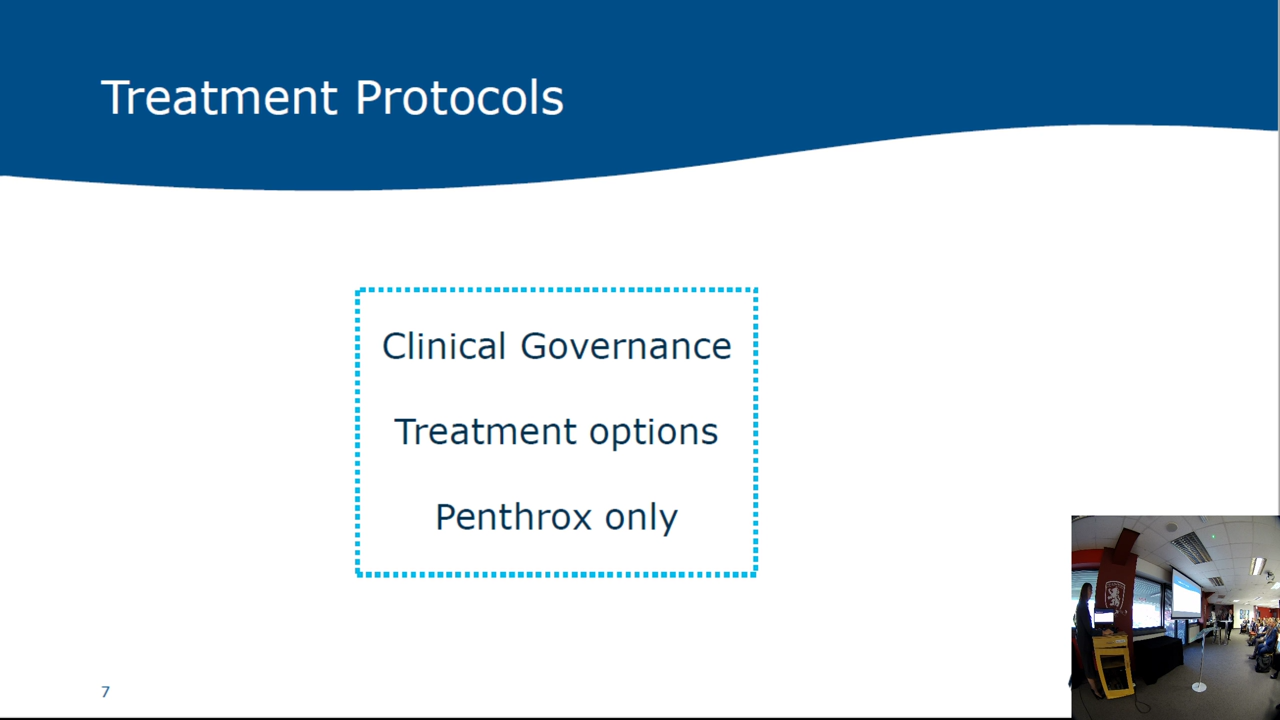 Treatment Protocols
Clinical Governance
Treatment options
Penthrox only
7